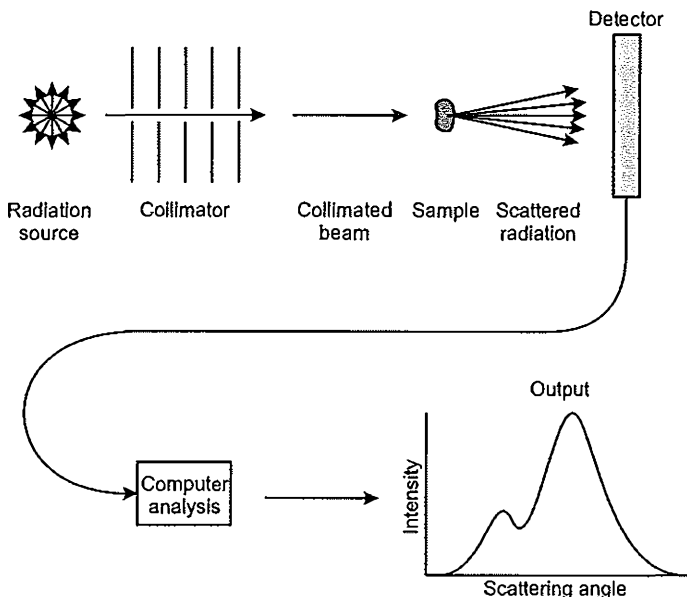 Detector
Radiation
source
Collimator
Collimated
beam
Sample
Scattered
radiation
Output
Computer
analysis
Intensity
Scattering angle